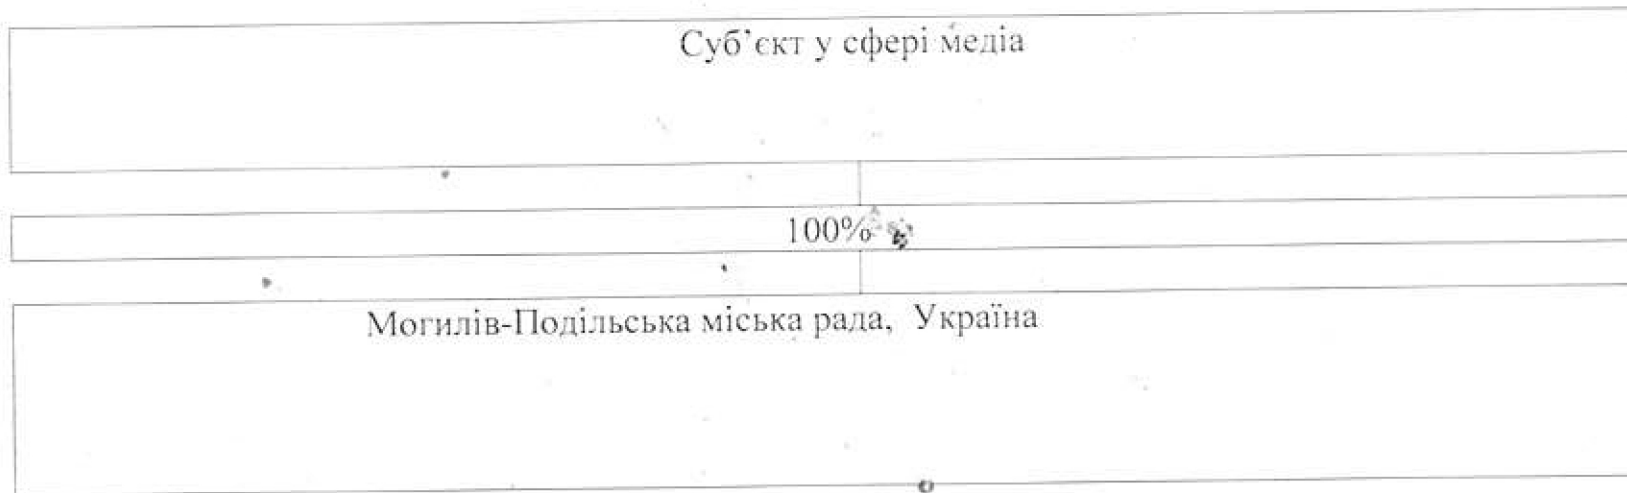 Суб’єкт у сфері медіа
100%
Могилів-Подільська міська рада, Україна